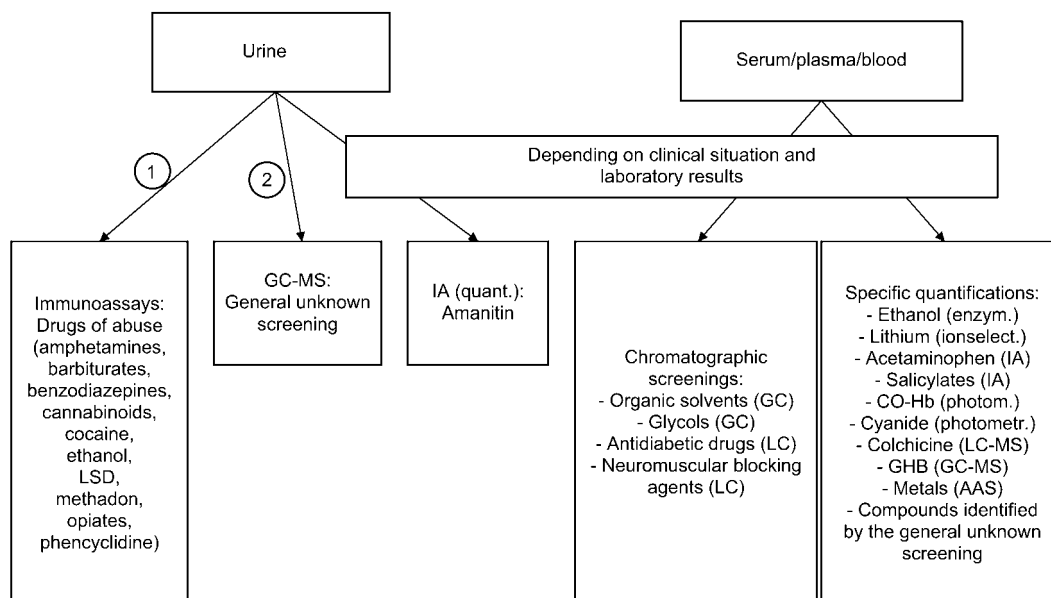 Urine
Serum/plasma/blood
Depending on clinical situation and
laboratory results
1
2
Immunoassays:
Drugs of abuse
(amphetamines,
barbiturates,
benzodiazepines,
cannabinoids,
cocaine,
ethanol,
LSD,
methadon,
opiates,
phencyclidine)
GC-MS:
General unknown
screening
IA (quant.):
Amanitin
Chromatographic
screenings:
- Organic solvents (GC)
- Glycols (GC)
- Antidiabetic drugs (LC)
- Neuromuscular blocking
agents (LC)
Specific quantifications:
- Ethanol (enzym.)
- Lithium (ionselect.)
- Acetaminophen (IA)
- Salicylates (IA)
- CO-Hb (photom.)
- Cyanide (photometr.)
- Colchicine (LC-MS)
- GHB (GC-MS)
- Metals (AAS)
- Compounds identified
by the general unknown
screening